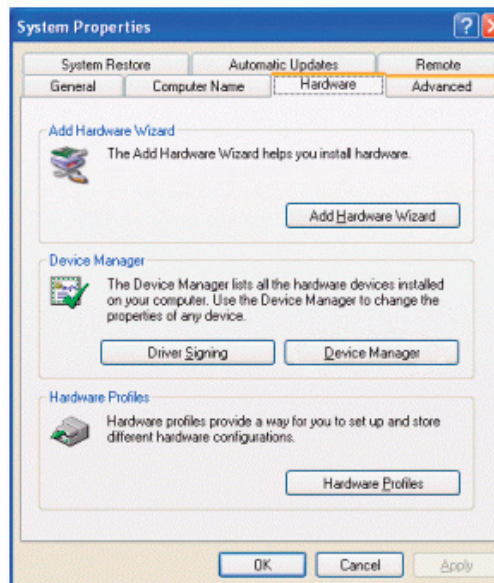 System Properties
?
System Restore Automatic Updates Remote
General Computer Name Hardware Advanced
Add Hardware Wizard
The Add Hardware Wizard helps you install hardware.
Add Hardware Wizard
Device Manager
The Device Manager lists all the hardware devices installed
on your computer. Use the Device Manager to change the
properties of any device.
Driver Signing Device Manager
Hardware Profiles
Hardware profiles provide a way for you to set up and store
different hardware configurations.
Hardware Profiles
OK Cancel Apply